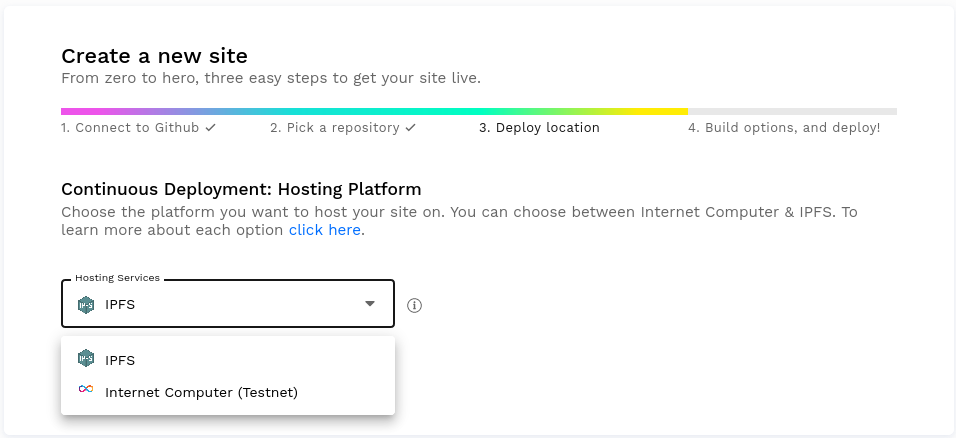 Create a new site
From zero to hero, three easy steps to get your site live.
1. Connect to Github ✓ 2. Pick a repository ✓ 3. Deploy location 4. Build options, and deploy!
Continuous Deployment: Hosting Platform
Choose the platform you want to host your site on. You can choose between Internet Computer & IPFS. To
learn more about each option click here.
Hosting Services
IPFS
IPFS
Internet Computer (Testnet)